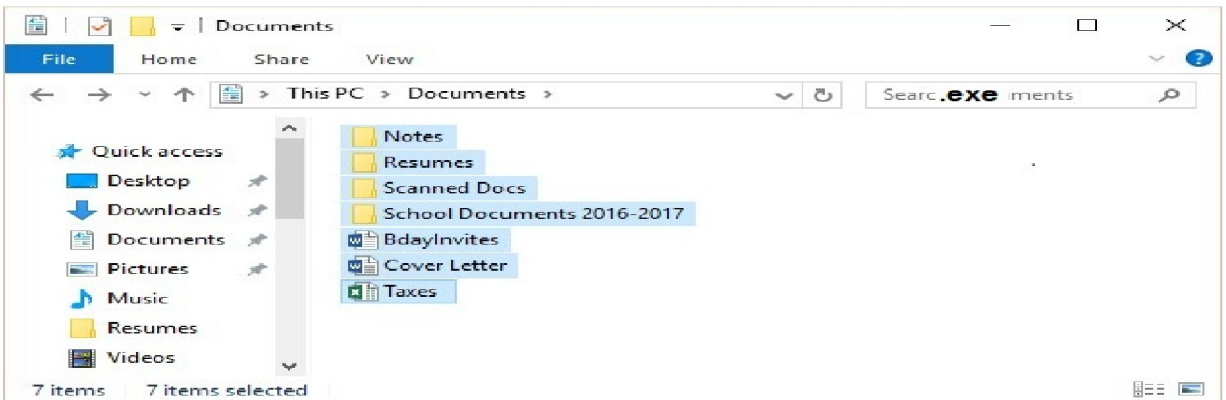 Documents
File Home Share View
This PC > Documents >
Searc .exe ments
Quick access
Desktop
Downloads
Documents
Pictures
Music
Resumes
Videos
Notes
Resumes
Scanned Docs
School Documents 2016-2017
BdayInvites
Cover Letter
Taxes
7 items 7 items selected